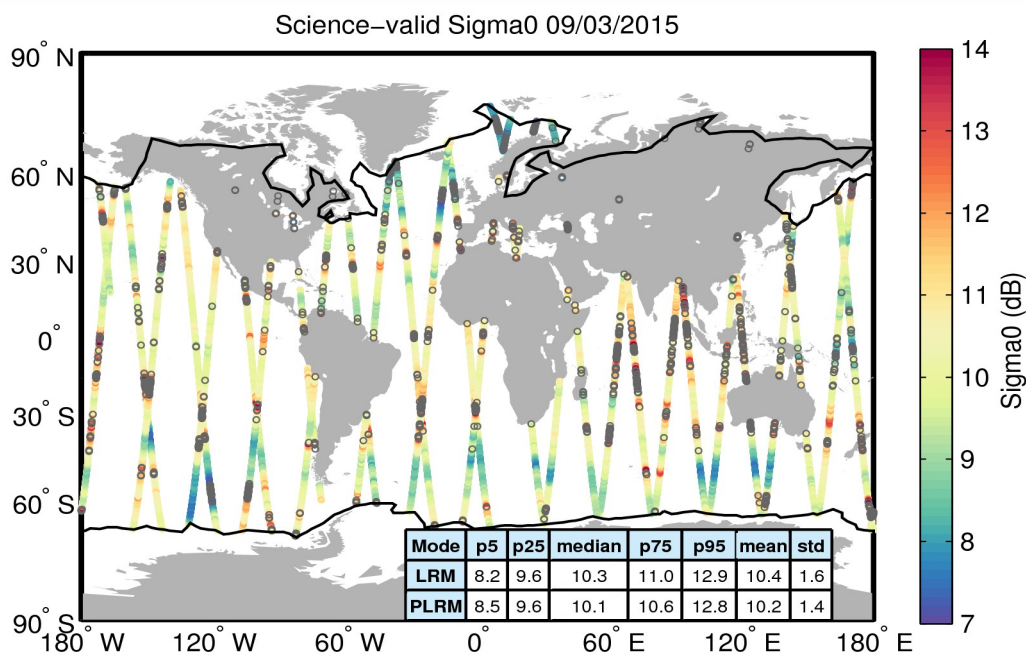 Science−valid Sigma0 09/03/2015
90° N
60° N
30° N
0°
30° S
60° S
90° S
180° W
120° W
60° W
0°
60° E
120° E
180° E
14
13
12
11
10
9
8
7
Sigma0 (dB)
Mode p5 p25 median p75 p95 mean std
LRM 8.2 9.6 10.3 11.0 12.9 10.4 1.6
PLRM 8.5 9.6 10.1 10.6 12.8 10.2 1.4